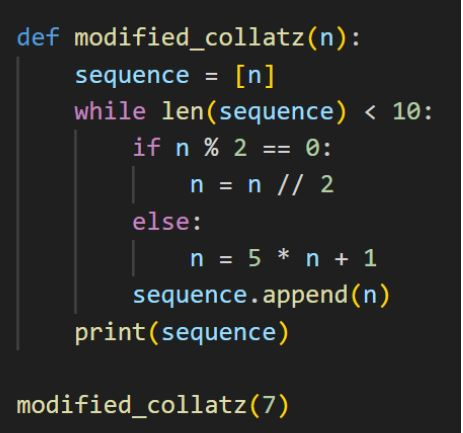 def modified_collatz(n):
    sequence = [n]
    while len(sequence) < 10:
        if n % 2 == 0:
            n = n // 2
        else:
            n = 5 * n + 1
        sequence.append(n)
    print(sequence)

modified_collatz(7)